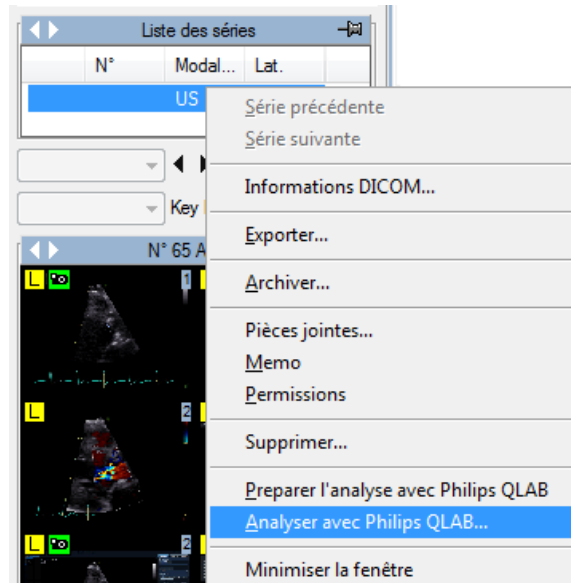 Liste des séries
N° Modal... Lat.
US
Série précédente
Série suivante
Informations DICOM...
Key
Exporter...
N° 65 A
Archiver...
L 1
Pièces jointes...
Memo
Permissions
L 2
Supprimer...
Preparer l'analyse avec Philips QLAB
Analyser avec Philips QLAB...
L 2
Minimiser la fenêtre